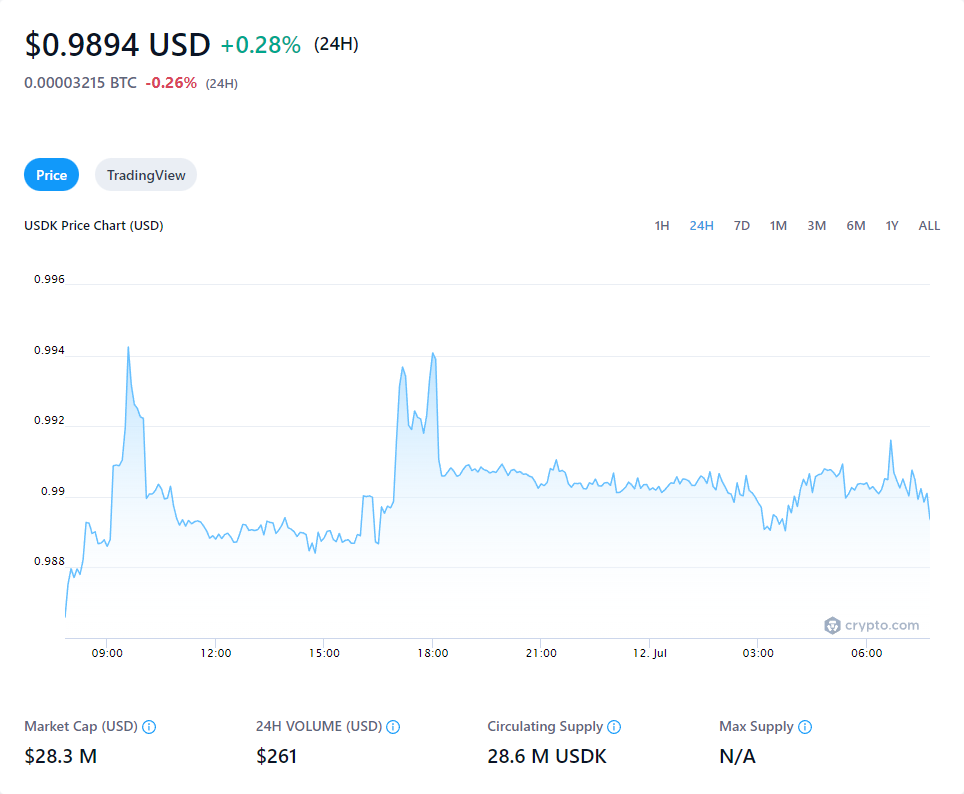 $0.9894 USD +0.28% (24H)
0.00003215 BTC -0.26% (24H)
Price TradingView
USDK Price Chart (USD) 1H 24H 7D 1M 3M 6M 1Y ALL
0.996
0.994
0.992
0.99
0.988
crypto.com
09:00 12:00 15:00 18:00 21:00 12. Jul 03:00 06:00
Market Cap (USD) 24H VOLUME (USD) Circulating Supply Max Supply
$28.3 M $261 28.6 M USDK N/A